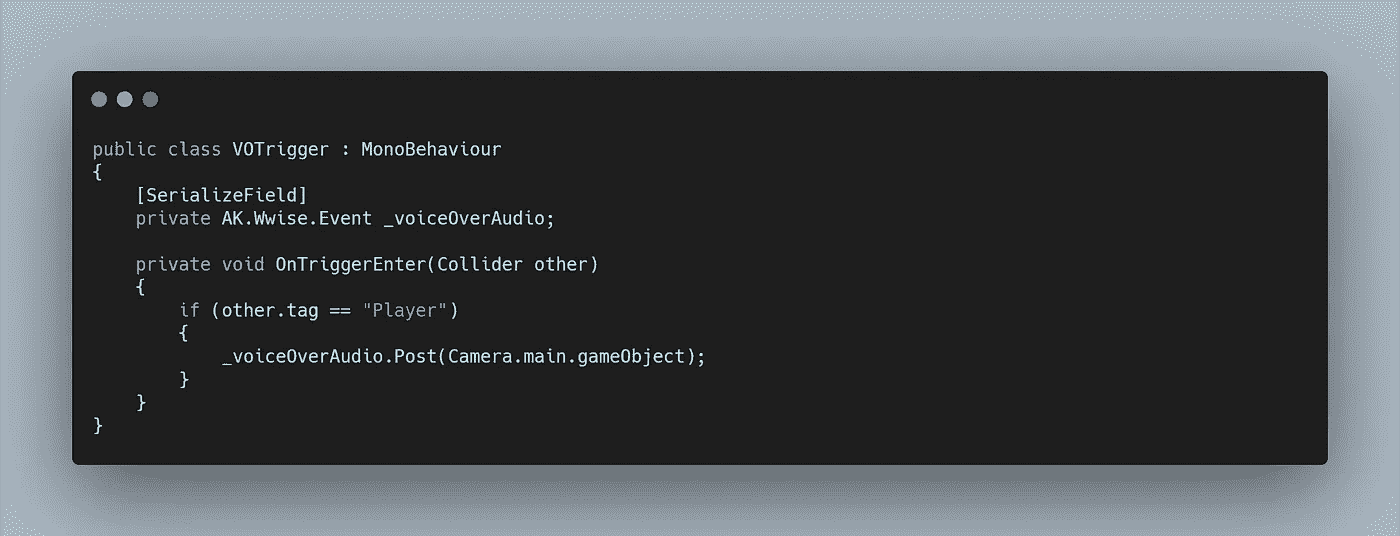 public class VOTrigger : MonoBehaviour
{
    [SerializeField]
    private AK.Wwise.Event _voiceOverAudio;

    private void OnTriggerEnter(Collider other)
    {
        if (other.tag == "Player")
        {
            _voiceOverAudio.Post(Camera.main.gameObject);
        }
    }
}